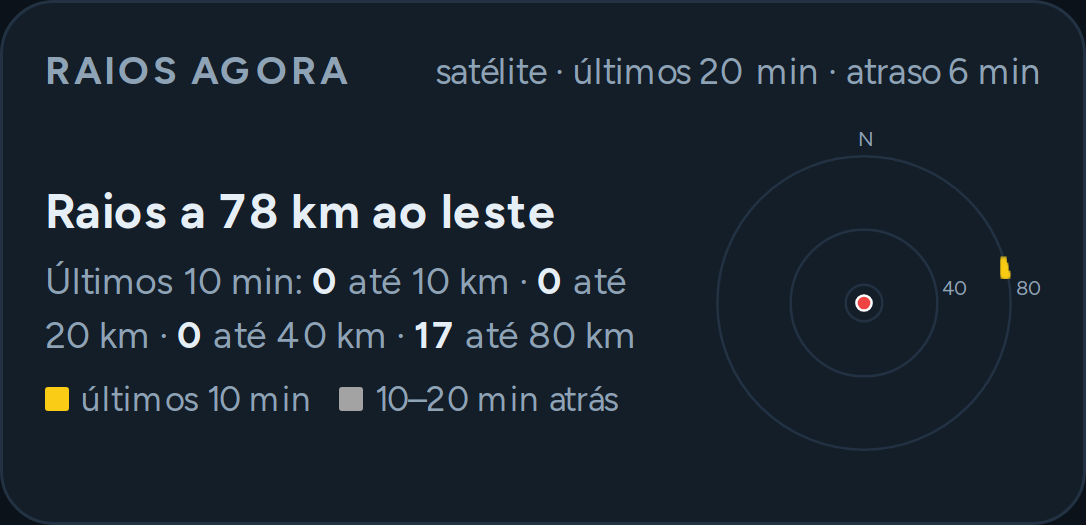 RAIOS AGORA
satélite · últimos 20 min · atraso 6 min
N
Raios a 78 km ao leste
Últimos 10 min: 0 até 10 km · 0 até
20 km · 0 até 40 km · 17 até 80 km
40
80
últimos 10 min
10–20 min atrás